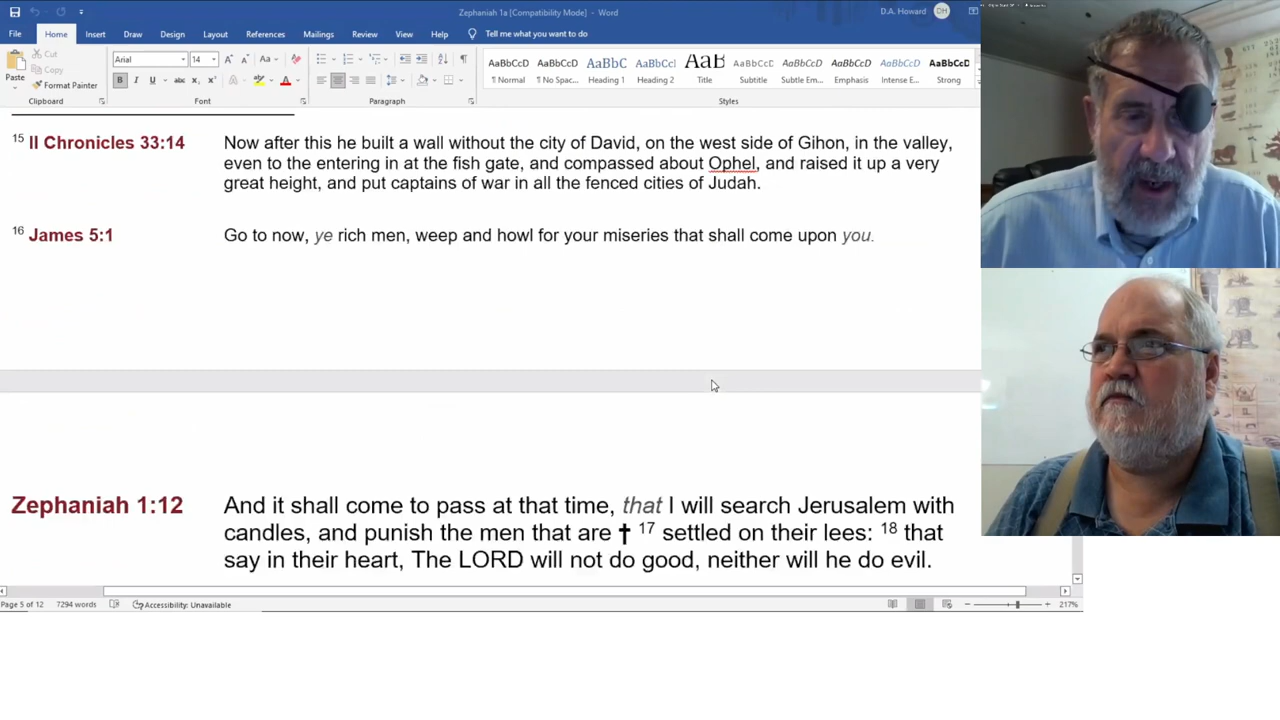 Zephaniah 1a [Compatibility Mode] - Word
D.A. Howard DH
File Home Insert Draw Design Layout References Mailings Review View Help Tell me what you want to do
Paste
Cut
Copy
Format Painter
Clipboard
Arial 14
Font
Paragraph
AaBbCcD AaBbCcD AaBbC AaBbCcI AaB AaBbCcD AaBbCcD AaBbCcD AaBbCcD AaBbCcD
¶ Normal ¶ No Spac... Heading 1 Heading 2 Title Subtitle Subtle Em... Emphasis Intense E... Strong
Styles
15 II Chronicles 33:14 Now after this he built a wall without the city of David, on the west side of Gihon, in the valley,
even to the entering in at the fish gate, and compassed about Ophel, and raised it up a very
great height, and put captains of war in all the fenced cities of Judah.
16 James 5:1 Go to now, ye rich men, weep and howl for your miseries that shall come upon you.
Zephaniah 1:12 And it shall come to pass at that time, that I will search Jerusalem with
candles, and punish the men that are ✝ 17 settled on their lees: 18 that
say in their heart, The LORD will not do good, neither will he do evil.
Page 5 of 12 7294 words Accessibility: Unavailable 217%